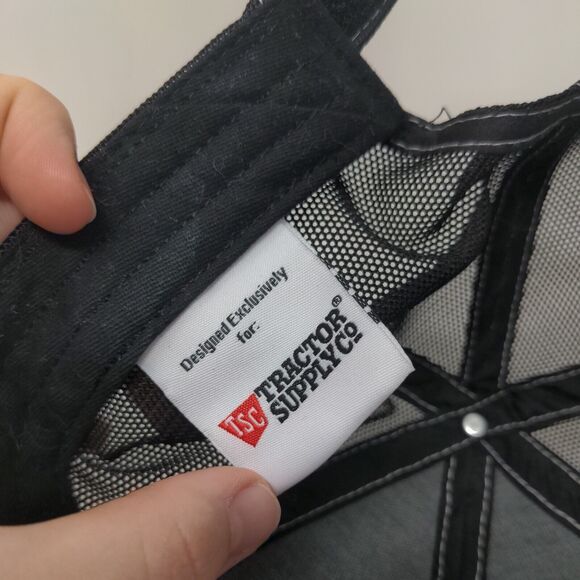 Designed Exclusively
for:
TSC
TRACTOR
SUPPLY CO®